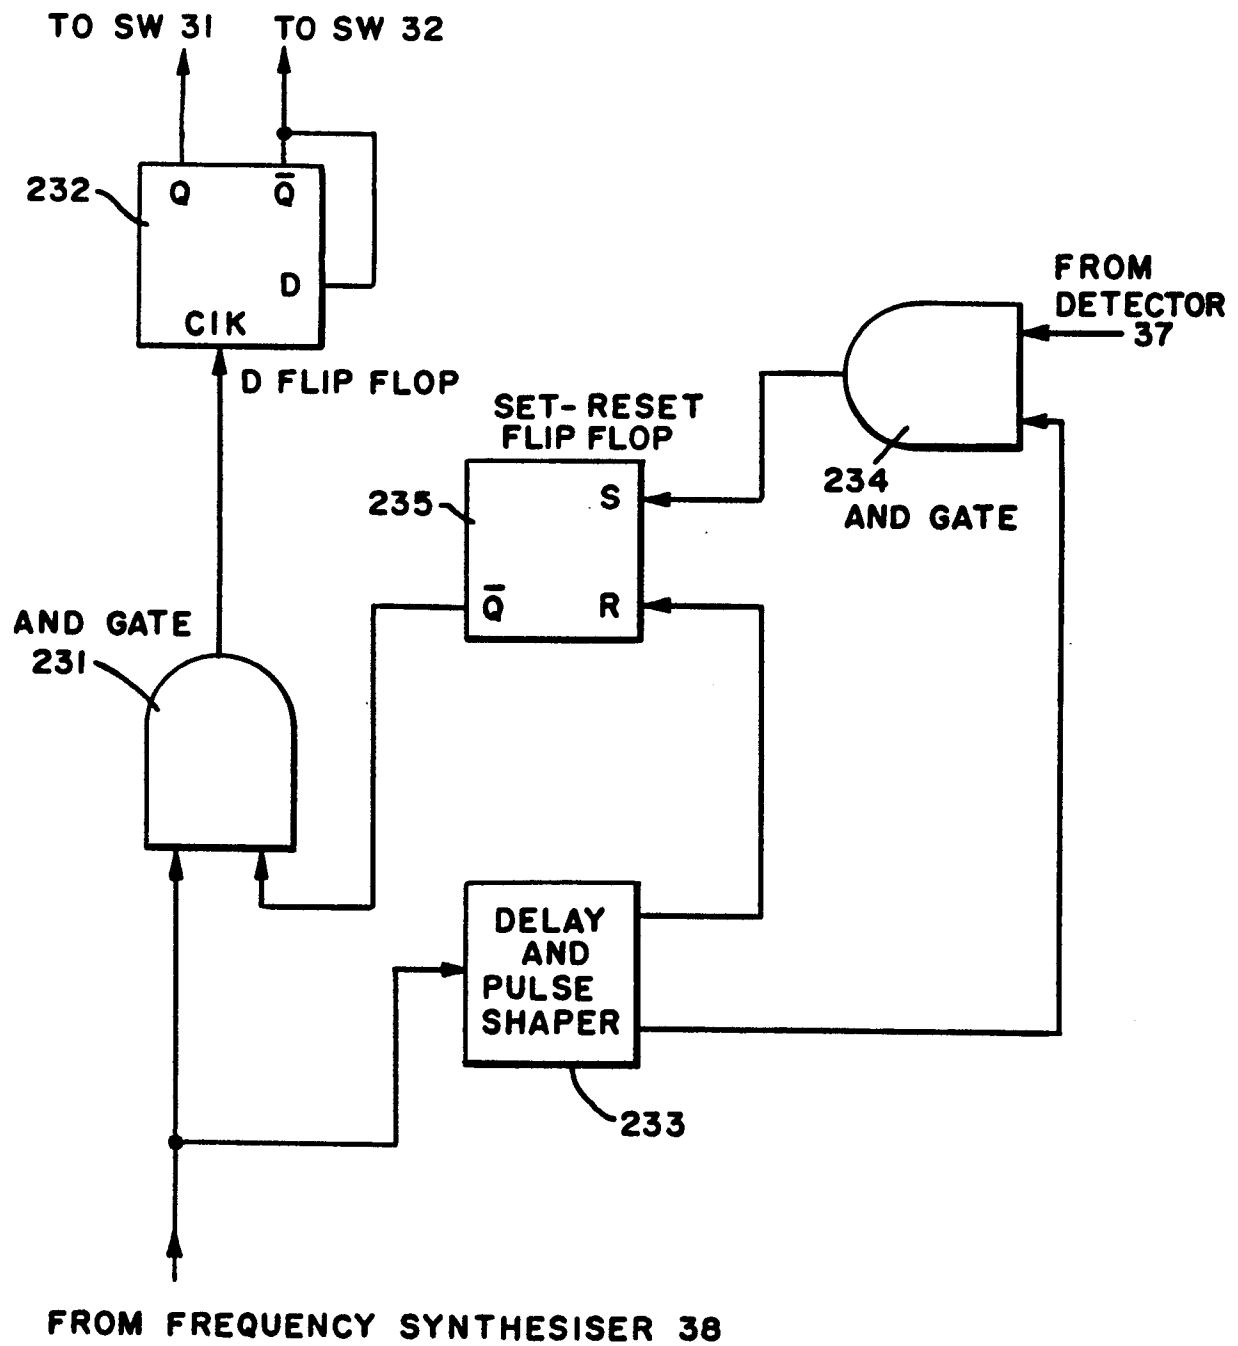 TO SW 31
TO SW 32
232
Q
Q̅
D
CIK
D FLIP FLOP
FROM
DETECTOR
37
SET-RESET
FLIP FLOP
235
S
Q̅
R
234
AND GATE
AND GATE
231
DELAY
AND
PULSE
SHAPER
233
FROM FREQUENCY SYNTHESISER 38